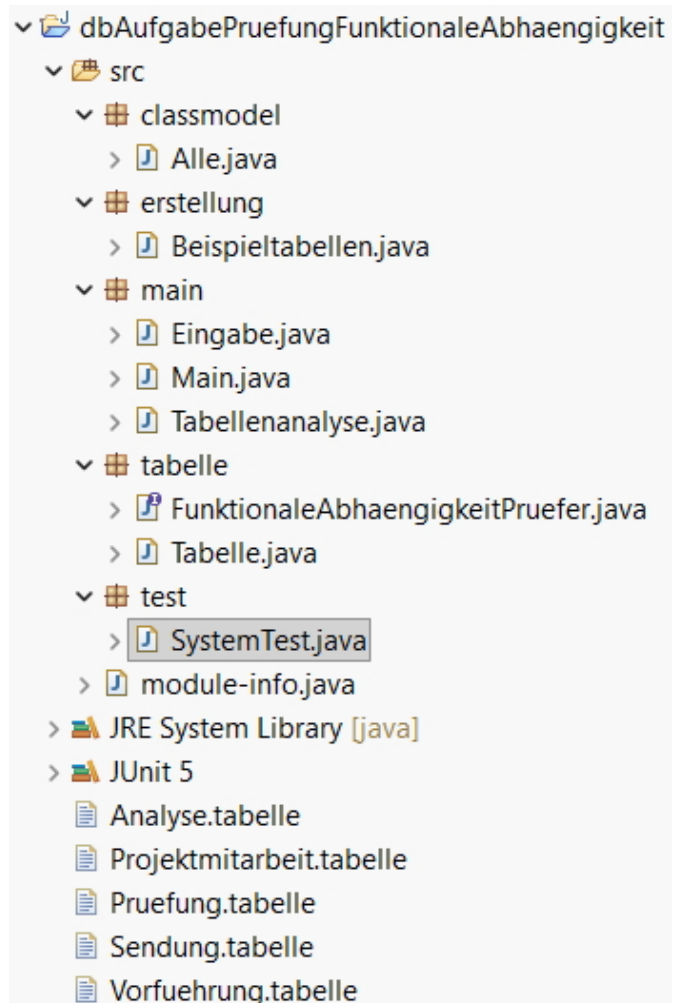 dbAufgabePruefungFunktionaleAbhaengigkeit
src
classmodel
Alle.java
erstellung
Beispieltabellen.java
main
Eingabe.java
Main.java
Tabellenanalyse.java
tabelle
FunktionaleAbhaengigkeitPruefer.java
Tabelle.java
test
SystemTest.java
module-info.java
JRE System Library [java]
JUnit 5
Analyse.tabelle
Projektmitarbeit.tabelle
Pruefung.tabelle
Sendung.tabelle
Vorfuehrung.tabelle